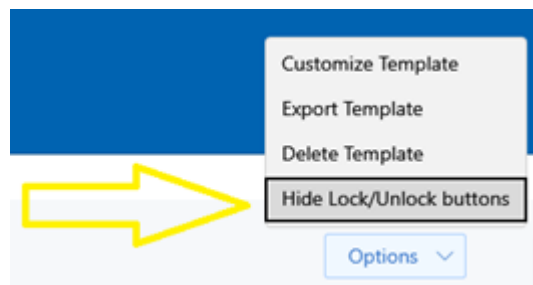 Customize Template
Export Template
Delete Template
Hide Lock/Unlock buttons
Options